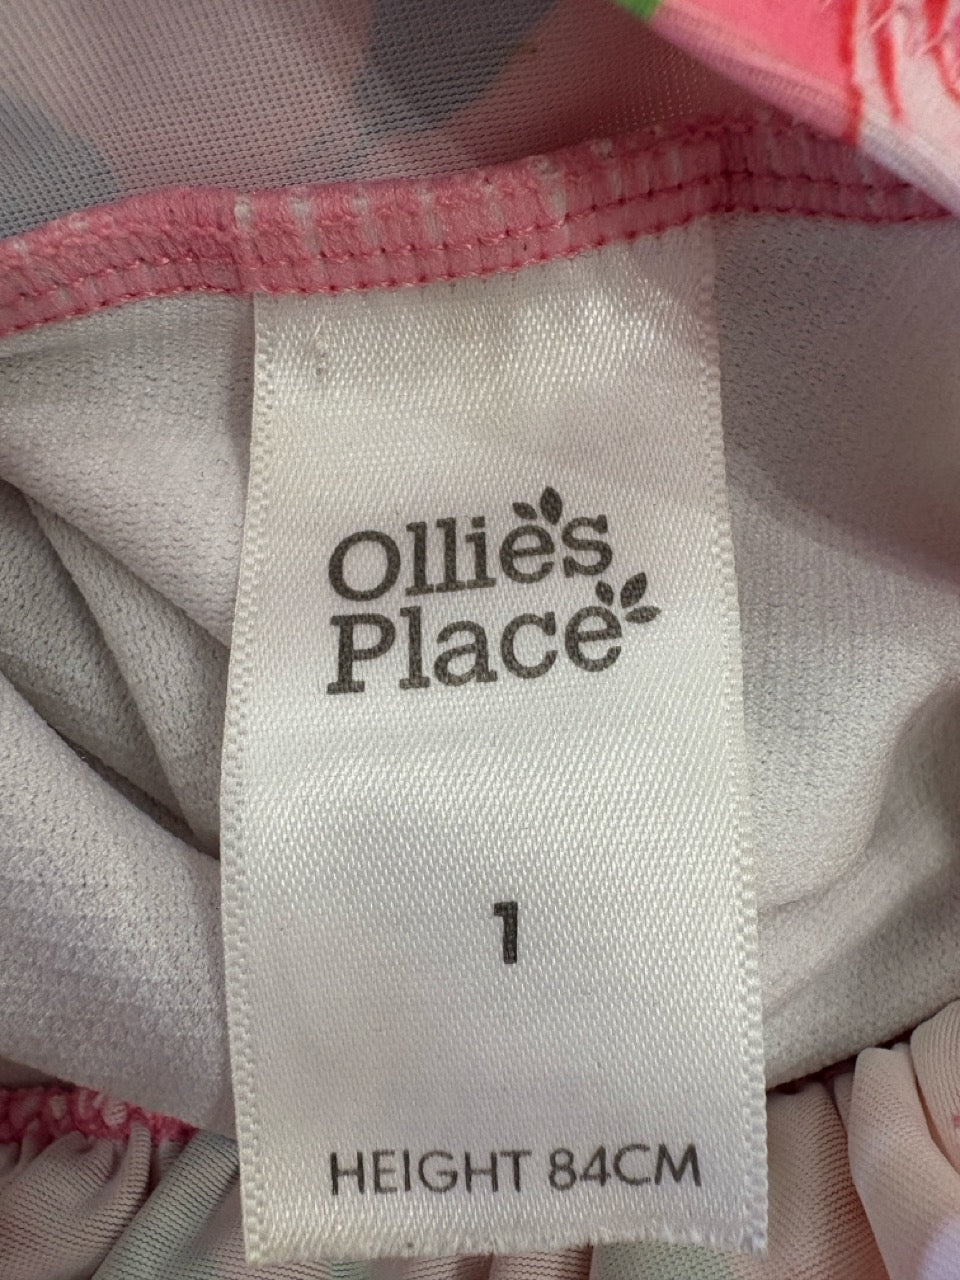 Ollie's
Place
1
HEIGHT 84CM